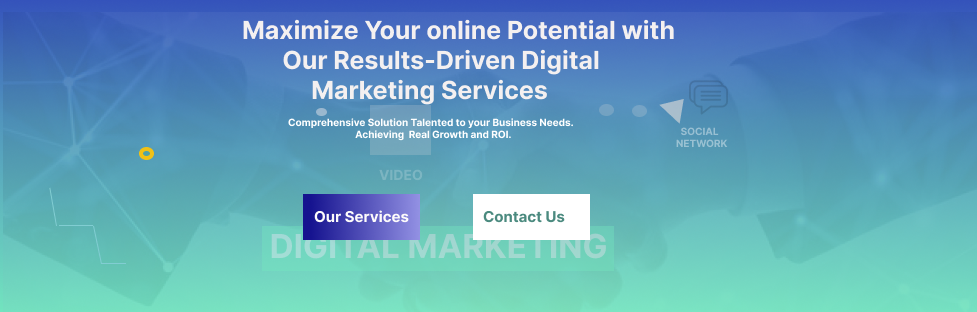 Maximize Your online Potential with
Our Results-Driven Digital
Marketing Services
Comprehensive Solution Talented to your Business Needs.
Achieving Real Growth and ROI.
SOCIAL
NETWORK
VIDEO
Our Services
Contact Us
DIGITAL MARKETING